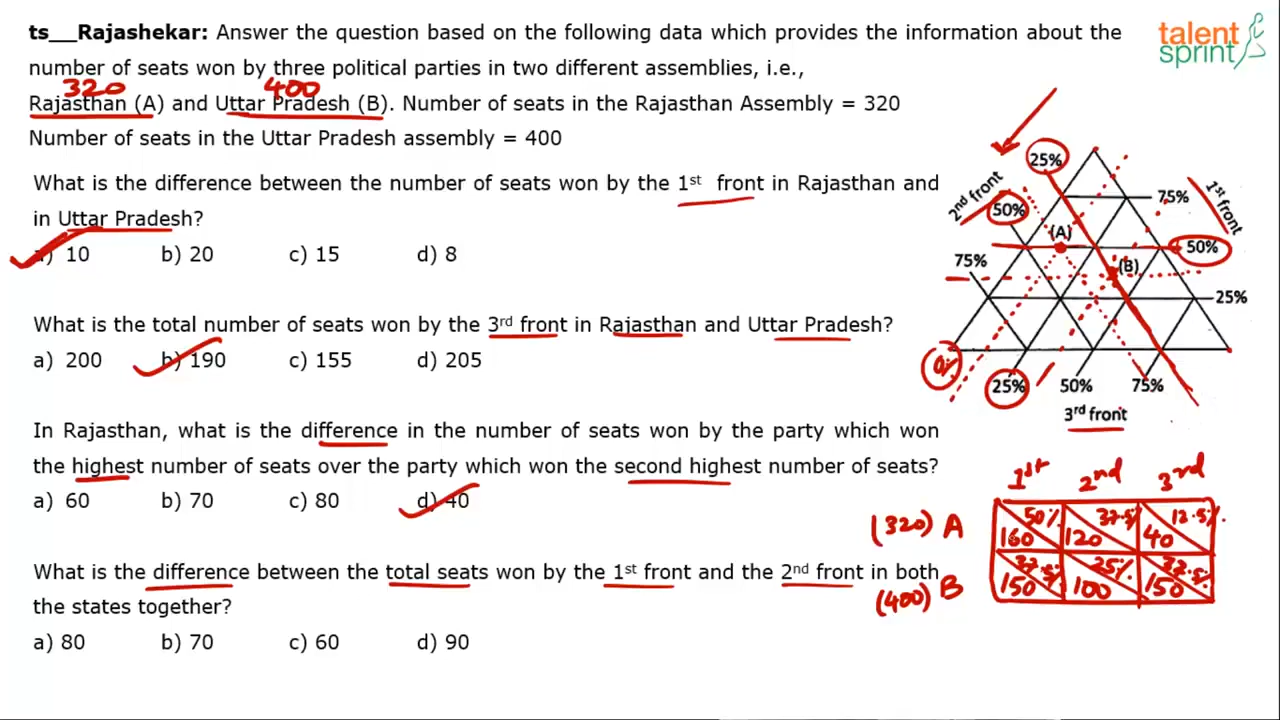 ts__Rajashekar: Answer the question based on the following data which provides the information about the
number of seats won by three political parties in two different assemblies, i.e.,
320 400
Rajasthan (A) and Uttar Pradesh (B). Number of seats in the Rajasthan Assembly = 320
Number of seats in the Uttar Pradesh assembly = 400
talent
sprint
What is the difference between the number of seats won by the 1st front in Rajasthan and
in Uttar Pradesh?
a) 10 b) 20 c) 15 d) 8
What is the total number of seats won by the 3rd front in Rajasthan and Uttar Pradesh?
a) 200 b) 190 c) 155 d) 205
In Rajasthan, what is the difference in the number of seats won by the party which won
the highest number of seats over the party which won the second highest number of seats?
a) 60 b) 70 c) 80 d) 40
What is the difference between the total seats won by the 1st front and the 2nd front in both
the states together?
a) 80 b) 70 c) 60 d) 90
25%
2nd front
75%
1st front
50%
(A)
50%
75%
(B)
25%
0%
25% 50% 75%
3rd front
1st 2nd 3rd
(320) A 50% 37.5% 12.5%
160 120 40
(400) B 37.5% 25% 37.5%
150 100 150